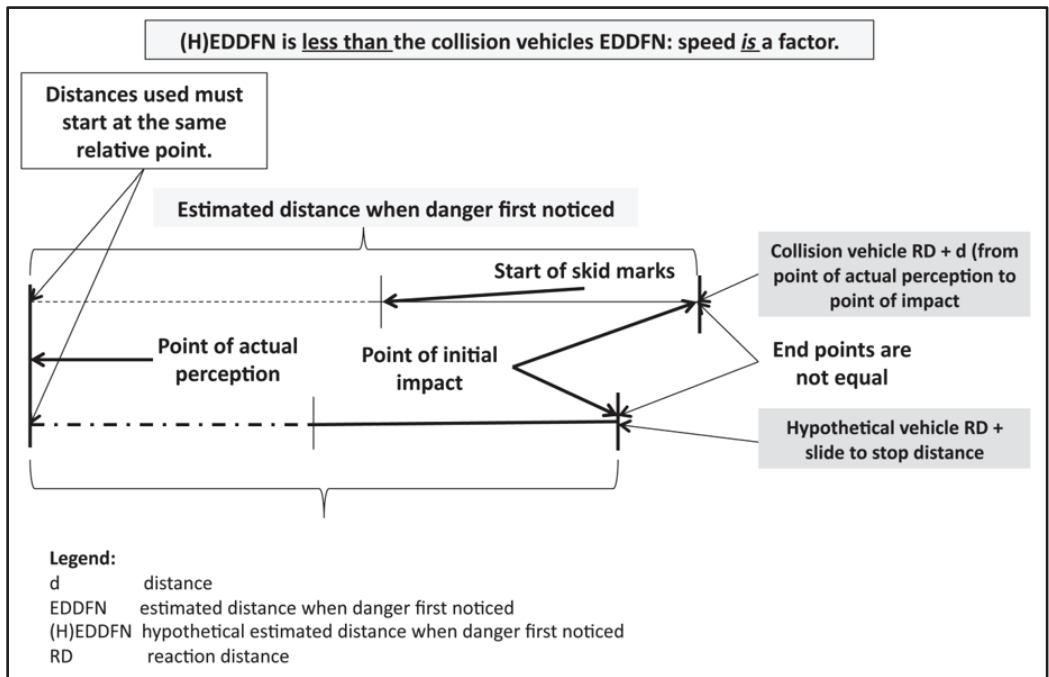 (H)EDDFN is less than the collision vehicles EDDFN: speed is a factor.
Distances used must
start at the same
relative point.
Estimated distance when danger first noticed
Start of skid marks
Collision vehicle RD + d (from
point of actual perception to
point of impact
Point of actual
perception
Point of initial
impact
End points are
not equal
Hypothetical vehicle RD +
slide to stop distance
Legend:
d distance
EDDFN estimated distance when danger first noticed
(H)EDDFN hypothetical estimated distance when danger first noticed
RD reaction distance